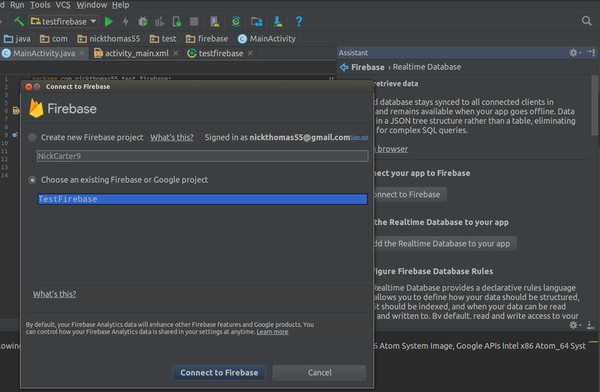 d Run Tools VCS Window Help
testfirebase
java com nickthomas55 test firebase MainActivity
MainActivity.java activity_main.xml testfirebase
package com.nickthomas55.test.firebase;
Assistant
Firebase › Realtime Database
retrieve data
d database stays synced to all connected clients in
and remains available when your app goes offline. Data
in a JSON tree structure rather than a table, eliminating
for complex SQL queries.
browser
nect your app to Firebase
onnect to Firebase
the Realtime Database to your app
dd the Realtime Database to your app
figure Firebase Database Rules
Realtime Database provides a declarative rules language
allows you to define how your data should be structured,
it should be indexed, and when your data can be read
and written to. By default, read and write access to your
Connect to Firebase
Firebase
Create new Firebase project What's this? Signed in as nickthomas55@gmail.com Sign out
NickCarter9
Choose an existing Firebase or Google project
TestFirebase
What's this?
By default, your Firebase Analytics data will enhance other Firebase features and Google products. You
can control how your Firebase Analytics data is shared in your settings at anytime. Learn more
Connect to Firebase Cancel
lowing
6 Atom System Image, Google APIs Intel x86 Atom_64 Syst